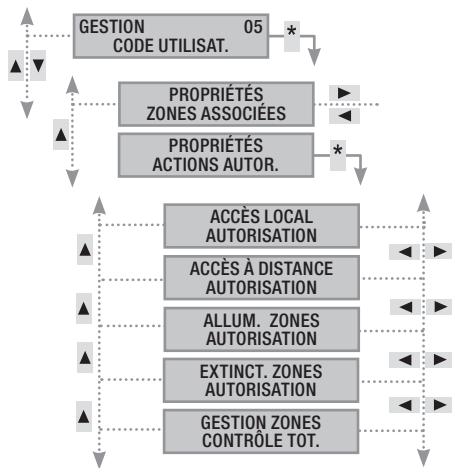 GESTION 05
CODE UTILISAT.
*
PROPRIÉTÉS
ZONES ASSOCIÉES
PROPRIÉTÉS
ACTIONS AUTOR.
*
ACCÈS LOCAL
AUTORISATION
ACCÈS À DISTANCE
AUTORISATION
ALLUM. ZONES
AUTORISATION
EXTINCT. ZONES
AUTORISATION
GESTION ZONES
CONTRÔLE TOT.